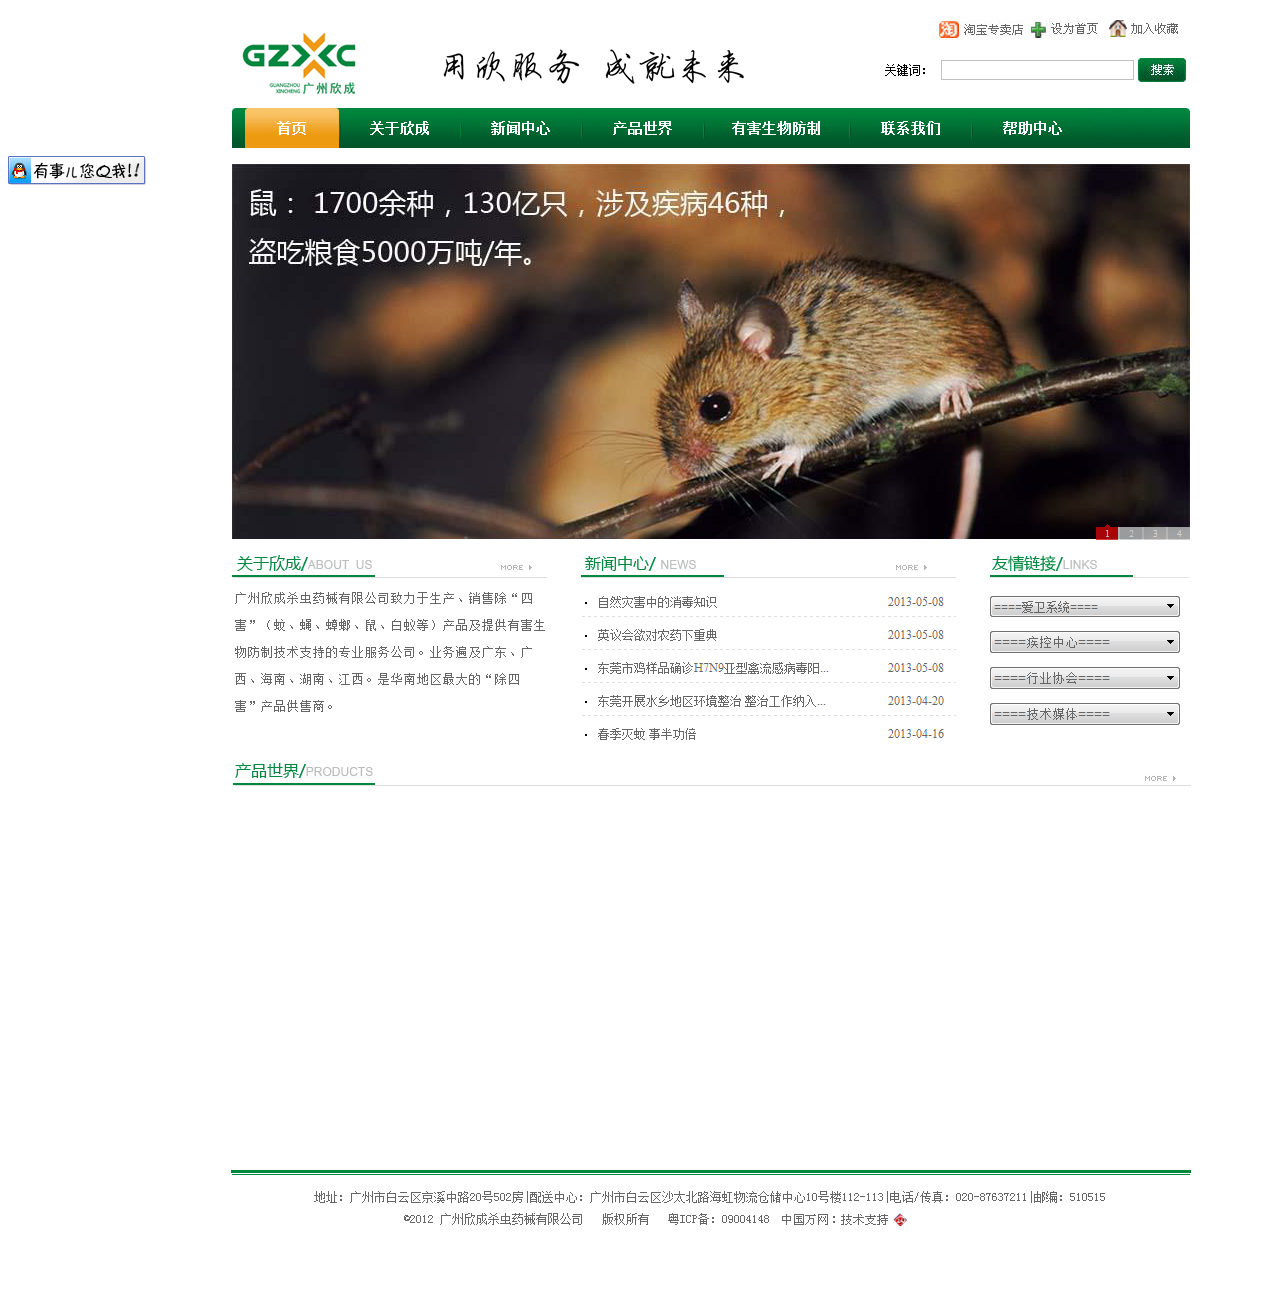 淘宝专卖店 设为首页 加入收藏
GZXXC
GUANGZHOU XINCHENG 广州欣成
用欣服务 成就未来
关键词： 搜索
首页 关于欣成 新闻中心 产品世界 有害生物防制 联系我们 帮助中心
有事儿您Q我!!
鼠： 1700余种，130亿只，涉及疾病46种，
盗吃粮食5000万吨/年。
1 2 3 4
关于欣成/ABOUT US MORE
广州欣成杀虫药械有限公司致力于生产、销售除“四
害”（蚊、蝇、蟑螂、鼠、白蚁等）产品及提供有害生
物防制技术支持的专业服务公司。业务遍及广东、广
西、海南、湖南、江西。是华南地区最大的“除四
害”产品供售商。
新闻中心/ NEWS MORE
自然灾害中的消毒知识 2013-05-08
英议会欲对农药下重典 2013-05-08
东莞市鸡样品确诊H7N9亚型禽流感病毒阳... 2013-05-08
东莞开展水乡地区环境整治 整治工作纳入... 2013-04-20
春季灭蚊 事半功倍 2013-04-16
友情链接/LINKS
====爱卫系统====
====疾控中心====
====行业协会====
====技术媒体====
产品世界/PRODUCTS MORE
地址：广州市白云区京溪中路20号502房|配送中心：广州市白云区沙太北路海虹物流仓储中心10号楼112-113|电话/传真：020-87637211|邮编：510515
©2012 广州欣成杀虫药械有限公司 版权所有 粤ICP备：09004148 中国万网：技术支持